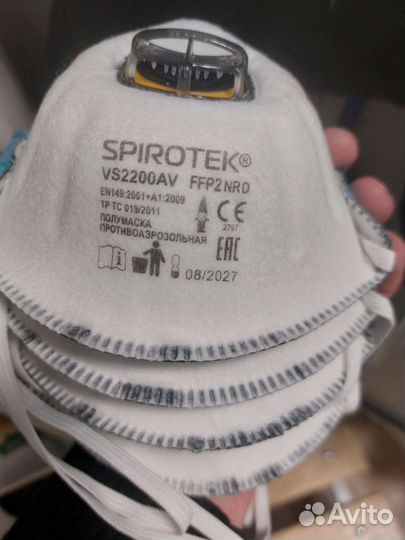 SPIROTEK®
VS2200AV FFP2 NRD
EN149:2001+A1:2009
ТР ТС 019/2011
ПОЛУМАСКА
ПРОТИВОАЭРОЗОЛЬНАЯ
CE
2797
EAC
i
08/2027
Avito